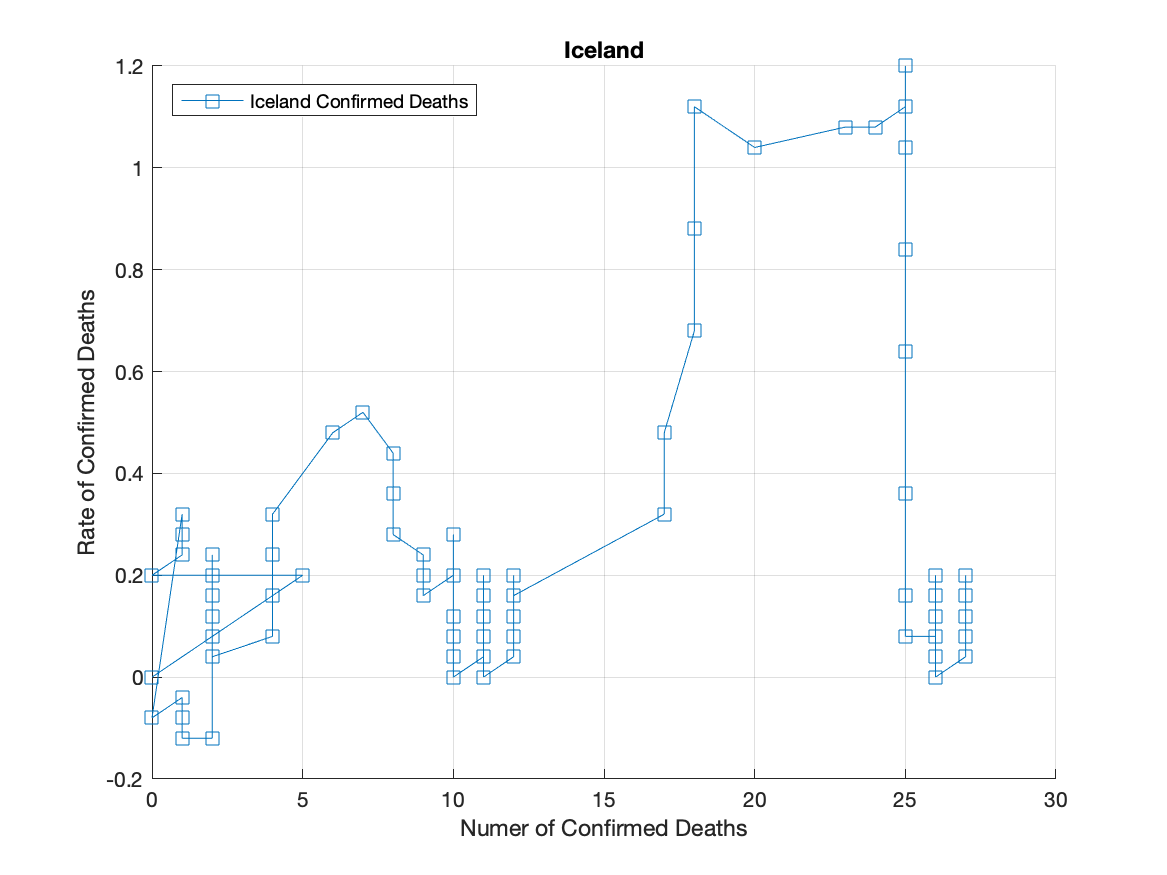 Iceland
1.2
Iceland Confirmed Deaths
1
0.8
0.6
0.4
0.2
0
-0.2
Rate of Confirmed Deaths
0 5 10 15 20 25 30
Numer of Confirmed Deaths